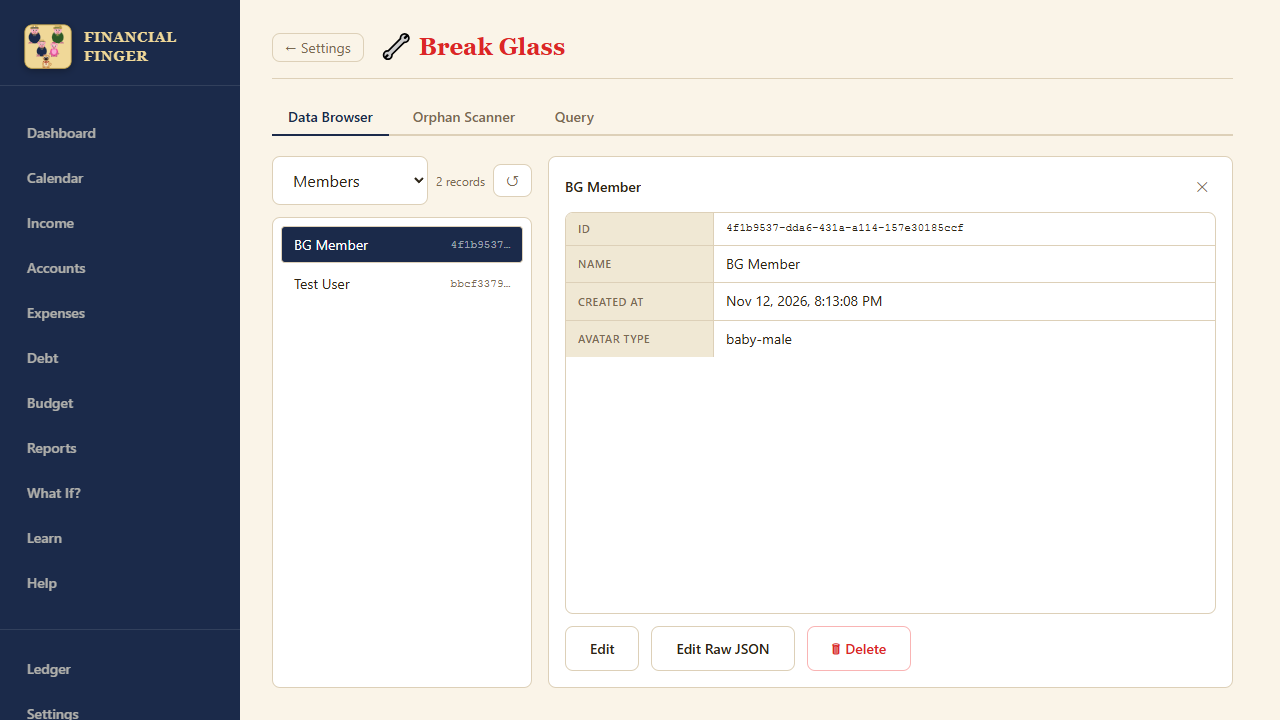 FINANCIAL
FINGER
Dashboard
Calendar
Income
Accounts
Expenses
Debt
Budget
Reports
What If?
Learn
Help
Ledger
Settings
← Settings
Break Glass
Data Browser
Orphan Scanner
Query
Members
2 records
↺
BG Member
4f1b9537…
Test User
bbcf3379…
BG Member
×
ID
4f1b9537-dda6-431a-a114-157e30185ccf
NAME
BG Member
CREATED AT
Nov 12, 2026, 8:13:08 PM
AVATAR TYPE
baby-male
Edit
Edit Raw JSON
Delete